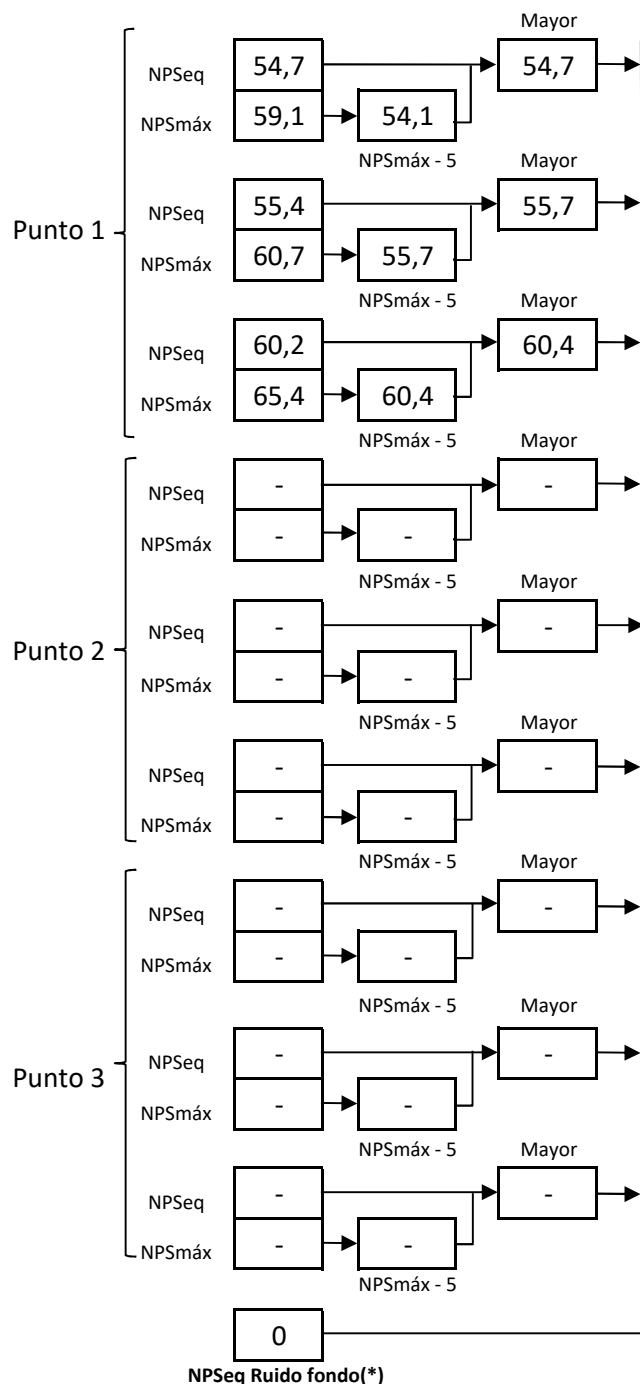 Mayor
NPSeq 54,7 54,7
NPSmáx 59,1 54,1
NPSmáx - 5 Mayor
Punto 1
NPSeq 55,4 55,7
NPSmáx 60,7 55,7
NPSmáx - 5 Mayor
NPSeq 60,2 60,4
NPSmáx 65,4 60,4
NPSmáx - 5 Mayor
NPSeq - -
NPSmáx - -
NPSmáx - 5 Mayor
Punto 2
NPSeq - -
NPSmáx - -
NPSmáx - 5 Mayor
NPSeq - -
NPSmáx - -
NPSmáx - 5 Mayor
NPSeq - -
NPSmáx - -
NPSmáx - 5 Mayor
Punto 3
NPSeq - -
NPSmáx - -
NPSmáx - 5 Mayor
NPSeq - -
NPSmáx - -
NPSmáx - 5
0
NPSeq Ruido fondo(*)